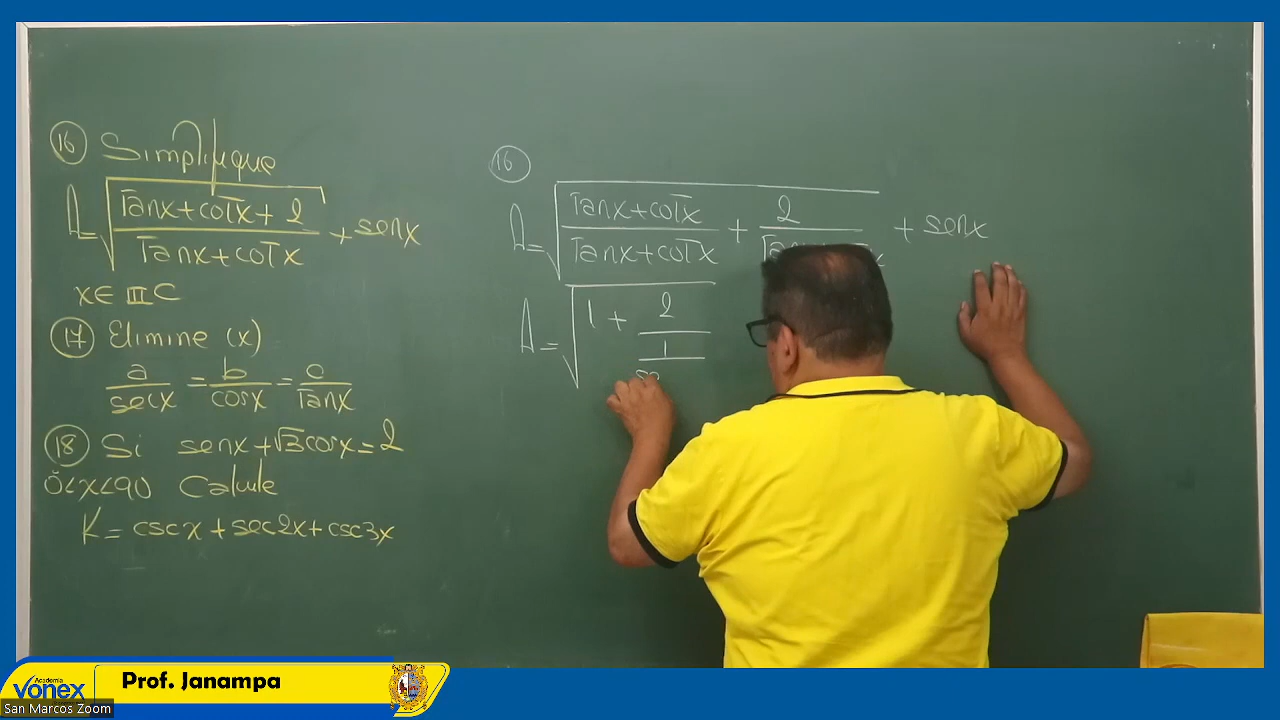 16 Simplifique
A = √((Tanx + cotx + 2)/(Tanx + cotx)) + senx
x ∈ III C
17 Elimine (x)
a/secx = b/cosx = c/Tanx
18 Si senx + √3cosx = 2
0<x<90 Calcule
K = cscx + sec2x + csc3x
16
A = √((Tanx + cotx)/(Tanx + cotx) + 2/
+ senx
A = √(1 + 2/(1/
Academia
VONEX
San Marcos Zoom
Prof. Janampa